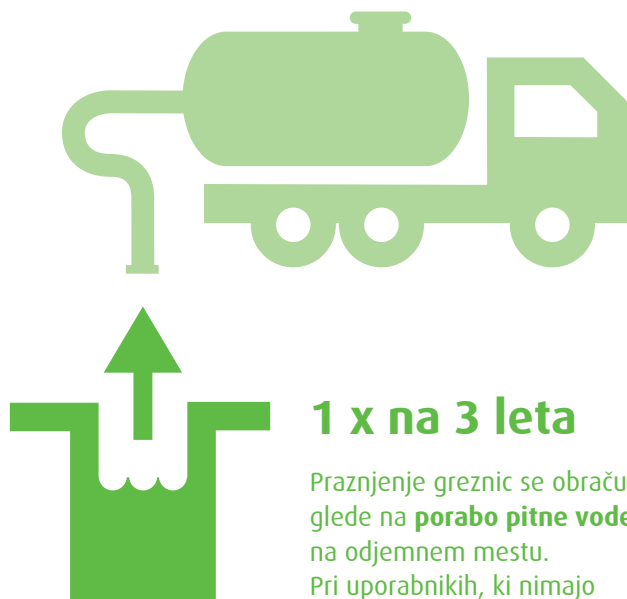 1 x na 3 leta
Praznjenje greznic se obraču
glede na porabo pitne vode
na odjemnem mestu.
Pri uporabnikih, ki nimajo